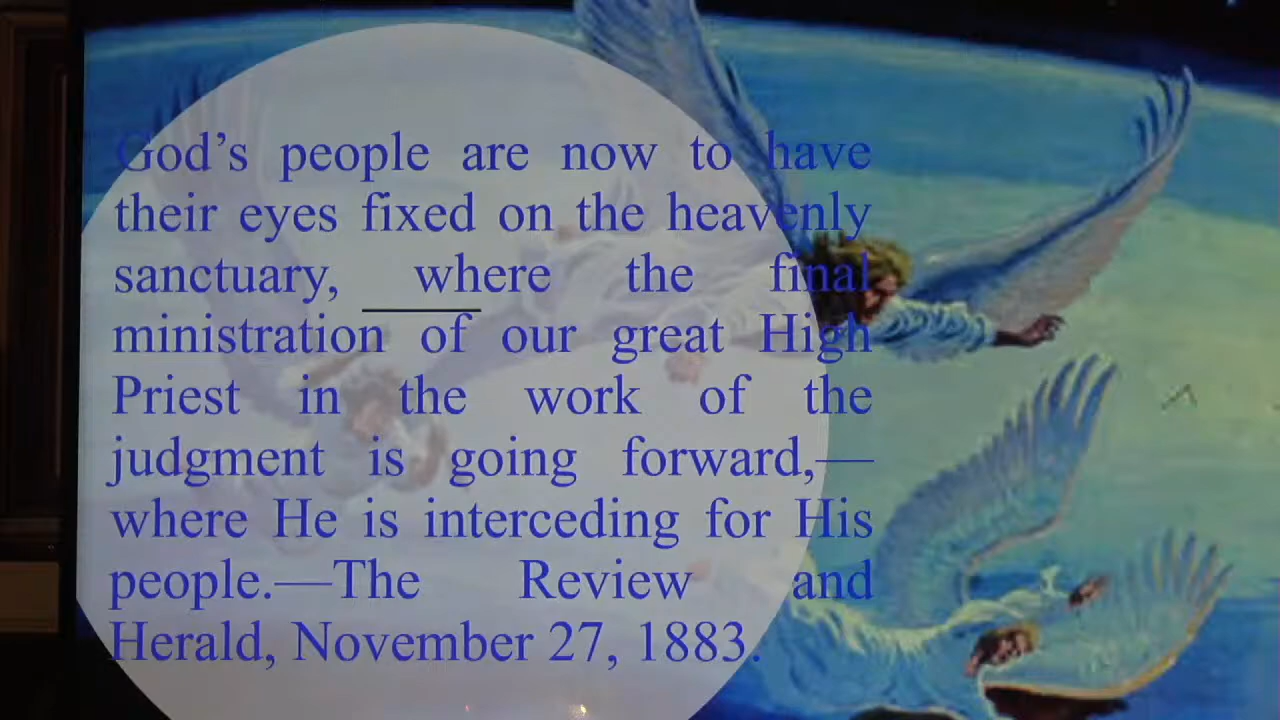 God's people are now to have
their eyes fixed on the heavenly
sanctuary, where the final
ministration of our great High
Priest in the work of the
judgment is going forward,—
where He is interceding for His
people.—The Review and
Herald, November 27, 1883.